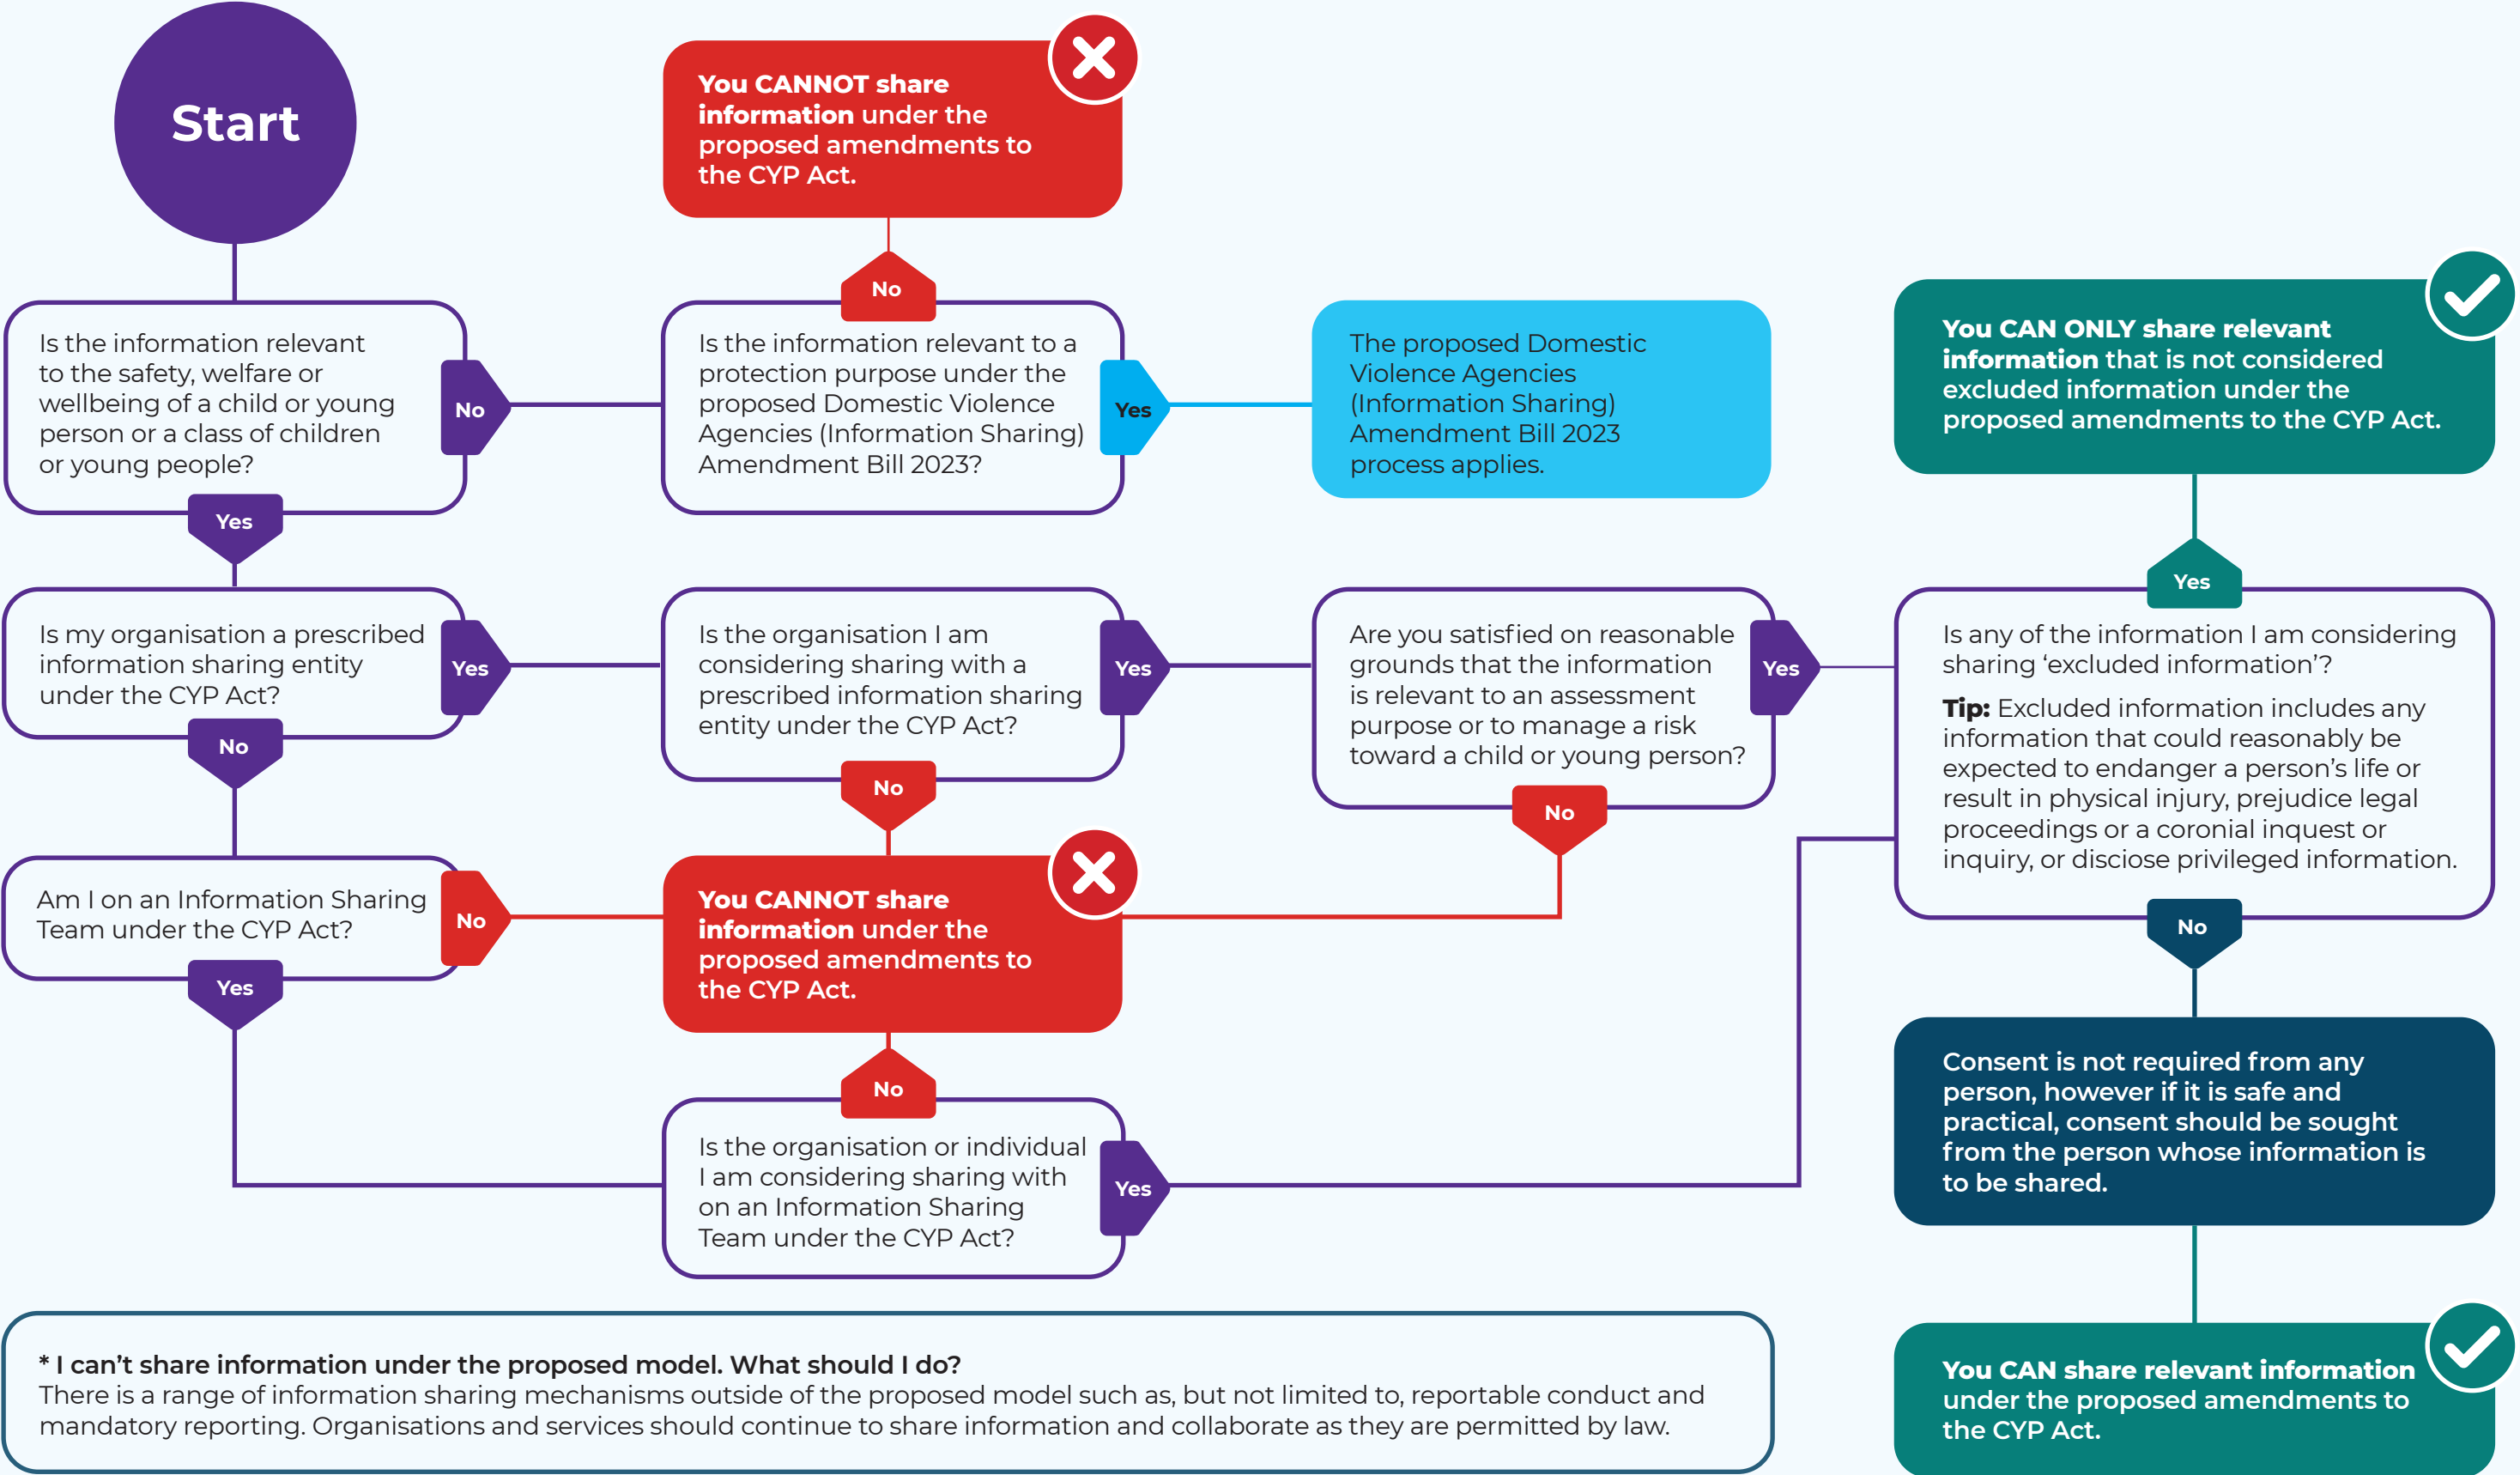 Start
You CANNOT share
information under the
proposed amendments to
the CYP Act.
No
Is the information relevant
to the safety, welfare or
wellbeing of a child or young
person or a class of children
or young people?
No
Yes
Is the information relevant to a
protection purpose under the
proposed Domestic Violence
Agencies (Information Sharing)
Amendment Bill 2023?
Yes
The proposed Domestic
Violence Agencies
(Information Sharing)
Amendment Bill 2023
process applies.
You CAN ONLY share relevant
information that is not considered
excluded information under the
proposed amendments to the CYP Act.
Yes
Is my organisation a prescribed
information sharing entity
under the CYP Act?
Yes
No
Is the organisation I am
considering sharing with a
prescribed information sharing
entity under the CYP Act?
Yes
No
Are you satisfied on reasonable
grounds that the information
is relevant to an assessment
purpose or to manage a risk
toward a child or young person?
Yes
No
Is any of the information I am considering
sharing ‘excluded information’?
Tip: Excluded information includes any
information that could reasonably be
expected to endanger a person’s life or
result in physical injury, prejudice legal
proceedings or a coronial inquest or
inquiry, or disciose privileged information.
No
Am I on an Information Sharing
Team under the CYP Act?
No
Yes
You CANNOT share
information under the
proposed amendments to
the CYP Act.
No
Is the organisation or individual
I am considering sharing with
on an Information Sharing
Team under the CYP Act?
Yes
Consent is not required from any
person, however if it is safe and
practical, consent should be sought
from the person whose information is
to be shared.
* I can’t share information under the proposed model. What should I do?
There is a range of information sharing mechanisms outside of the proposed model such as, but not limited to, reportable conduct and
mandatory reporting. Organisations and services should continue to share information and collaborate as they are permitted by law.
You CAN share relevant information
under the proposed amendments to
the CYP Act.